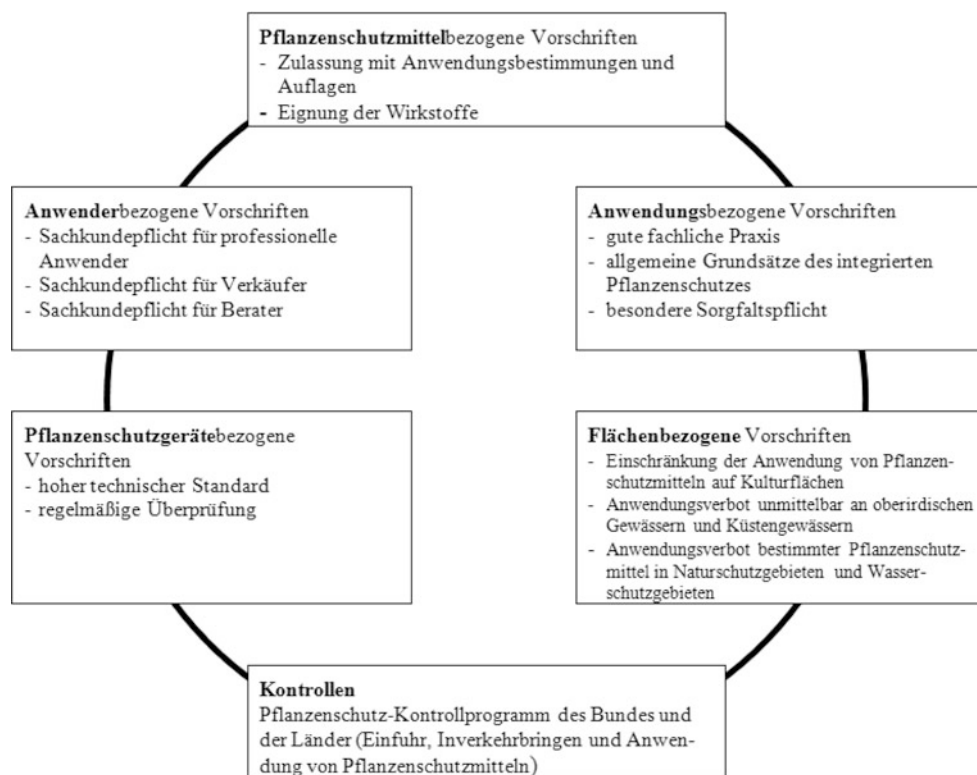 Pflanzenschutzmittelbezogene Vorschriften
- Zulassung mit Anwendungsbestimmungen und
Auflagen
- Eignung der Wirkstoffe
Anwenderbezogene Vorschriften
- Sachkundepflicht für professionelle
Anwender
- Sachkundepflicht für Verkäufer
- Sachkundepflicht für Berater
Anwendungsbezogene Vorschriften
- gute fachliche Praxis
- allgemeine Grundsätze des integrierten
Pflanzenschutzes
- besondere Sorgfaltspflicht
Pflanzenschutzgerätebezogene
Vorschriften
- hoher technischer Standard
- regelmäßige Überprüfung
Flächenbezogene Vorschriften
- Einschränkung der Anwendung von Pflanzen-
schutzmitteln auf Kulturflächen
- Anwendungsverbot unmittelbar an oberirdischen
Gewässern und Küstengewässern
- Anwendungsverbot bestimmter Pflanzenschutz-
mittel in Naturschutzgebieten und Wasser-
schutzgebieten
Kontrollen
Pflanzenschutz-Kontrollprogramm des Bundes und
der Länder (Einfuhr, Inverkehrbringen und Anwen-
dung von Pflanzenschutzmitteln)